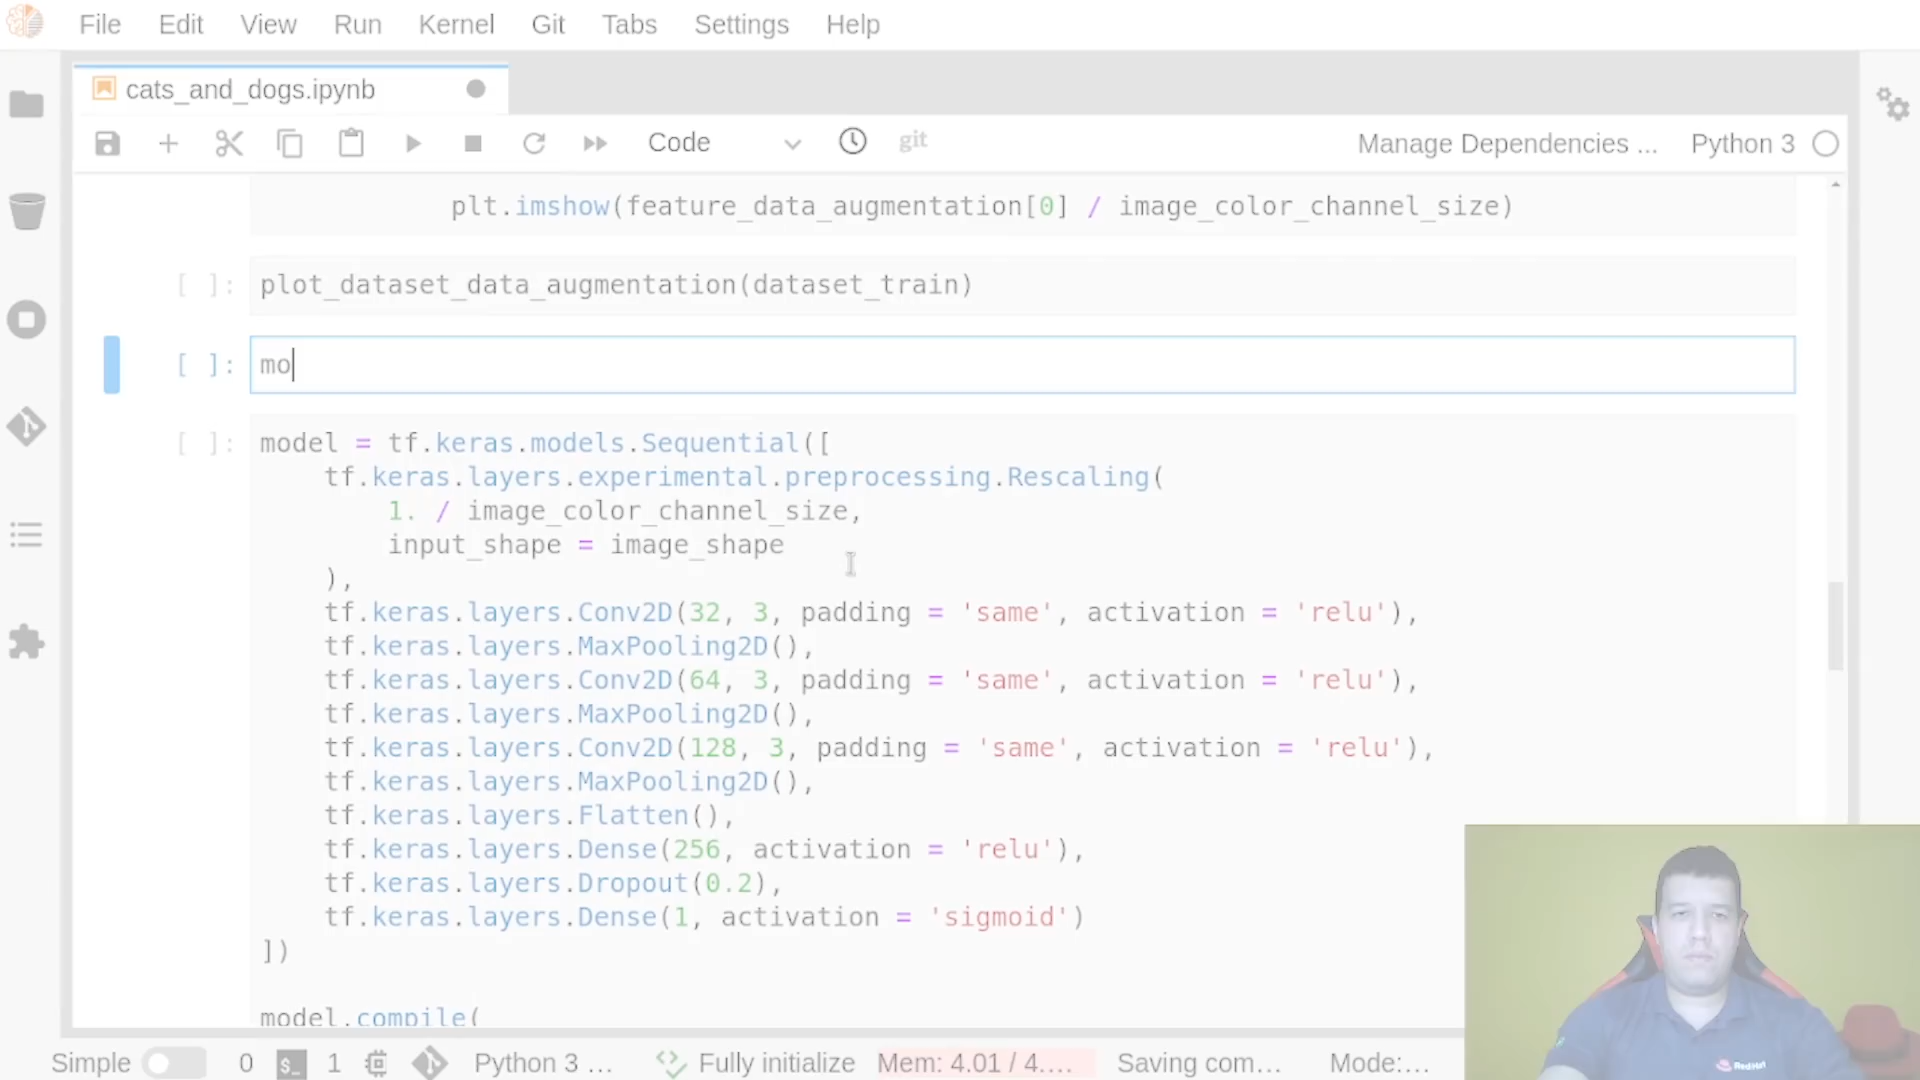 File Edit View Run Kernel Git Tabs Settings Help
cats_and_dogs.ipynb
Code git Manage Dependencies ... Python 3
plt.imshow(feature_data_augmentation[0] / image_color_channel_size)
[ ]: plot_dataset_data_augmentation(dataset_train)
[ ]: mo
[ ]: model = tf.keras.models.Sequential([
tf.keras.layers.experimental.preprocessing.Rescaling(
1. / image_color_channel_size,
input_shape = image_shape
),
tf.keras.layers.Conv2D(32, 3, padding = 'same', activation = 'relu'),
tf.keras.layers.MaxPooling2D(),
tf.keras.layers.Conv2D(64, 3, padding = 'same', activation = 'relu'),
tf.keras.layers.MaxPooling2D(),
tf.keras.layers.Conv2D(128, 3, padding = 'same', activation = 'relu'),
tf.keras.layers.MaxPooling2D(),
tf.keras.layers.Flatten(),
tf.keras.layers.Dense(256, activation = 'relu'),
tf.keras.layers.Dropout(0.2),
tf.keras.layers.Dense(1, activation = 'sigmoid')
])
model.compile(
Simple 0 $_ 1 Python 3 ... Fully initialize Mem: 4.01 / 4.... Saving com... Mode:...
RedHat